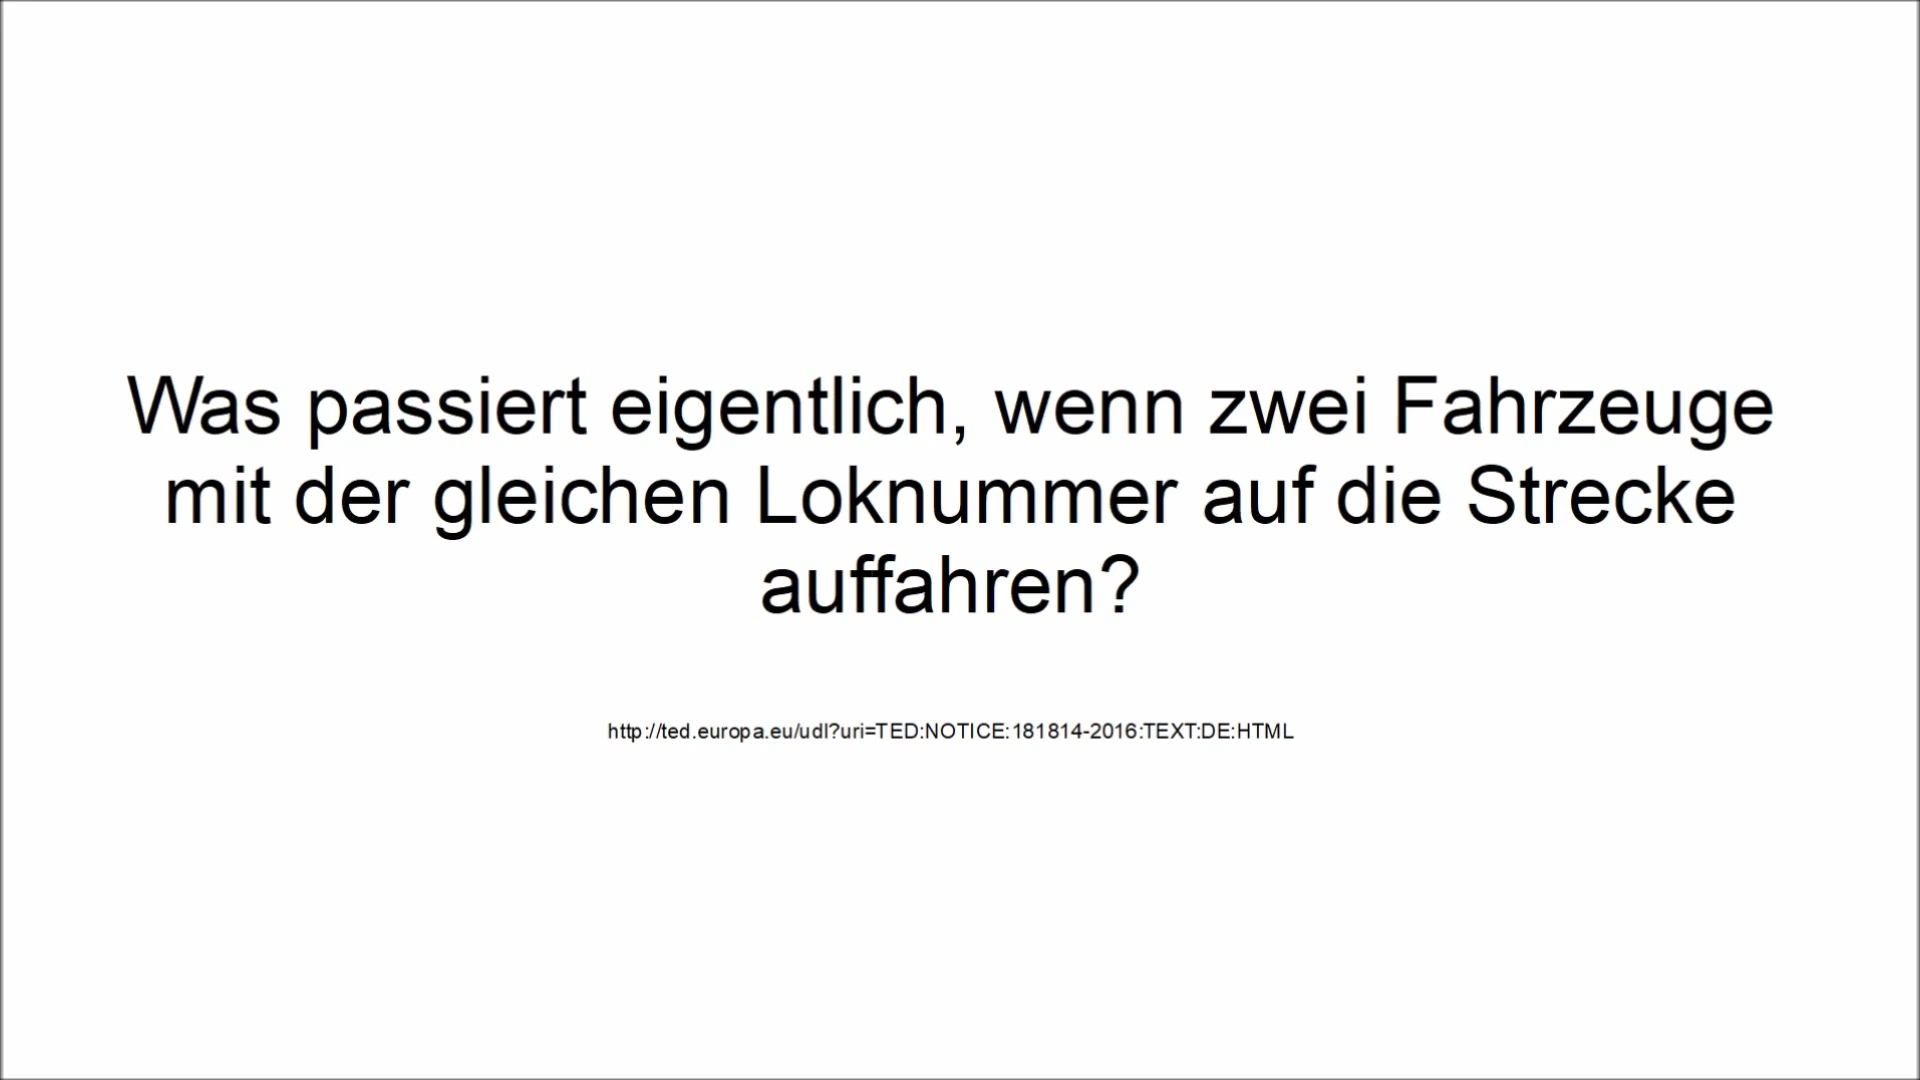 Was passiert eigentlich, wenn zwei Fahrzeuge
mit der gleichen Loknummer auf die Strecke
auffahren?
http://ted.europa.eu/udl?uri=TED:NOTICE:181814-2016:TEXT:DE:HTML